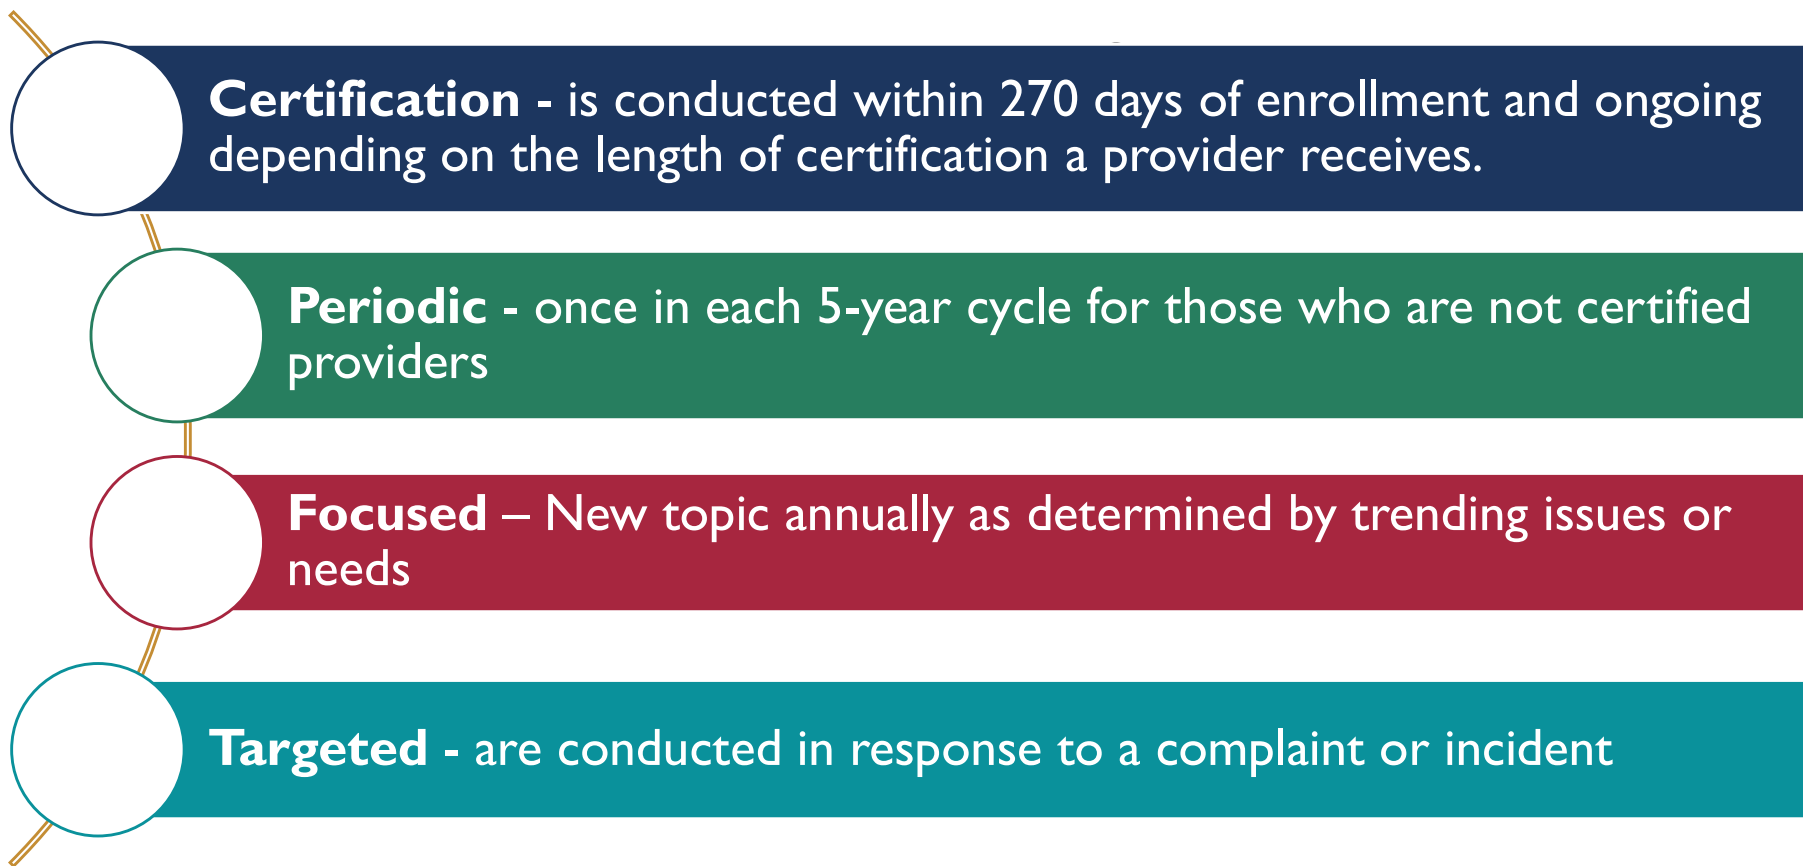 Certification - is conducted within 270 days of enrollment and ongoing
depending on the length of certification a provider receives.
Periodic - once in each 5-year cycle for those who are not certified
providers
Focused – New topic annually as determined by trending issues or
needs
Targeted - are conducted in response to a complaint or incident